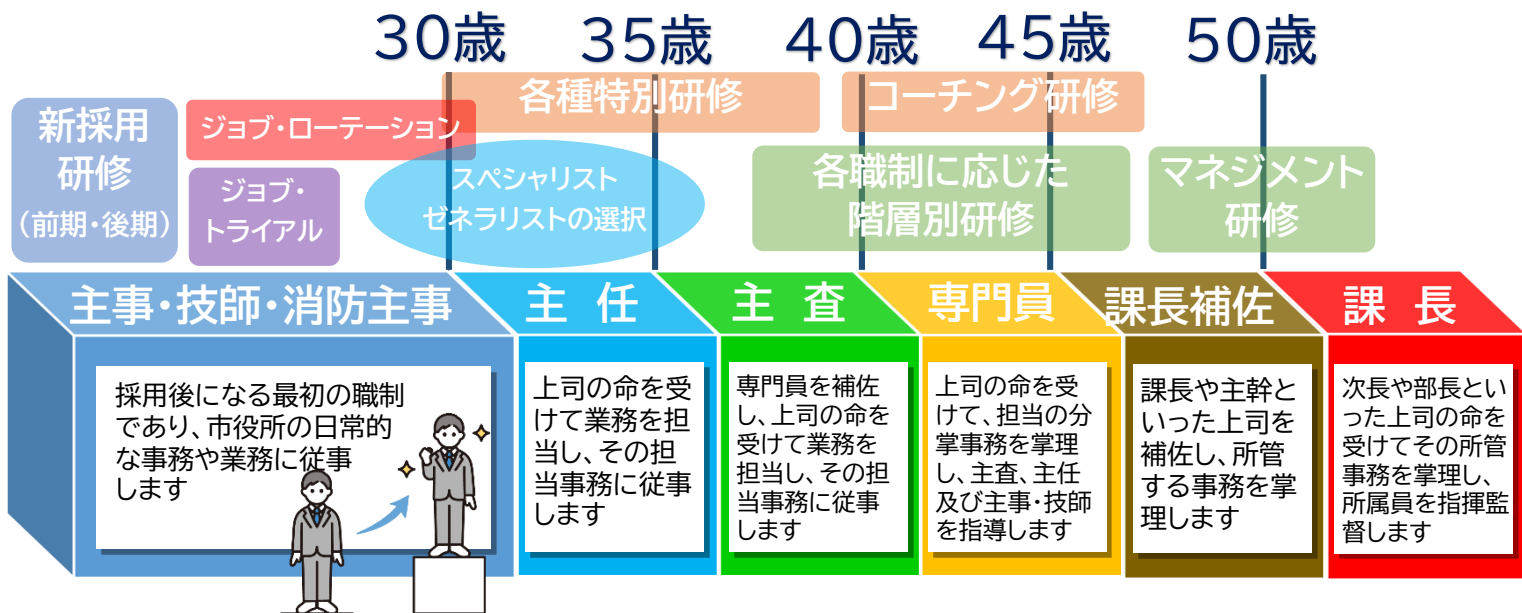 30歳
35歳
40歳
45歳
50歳
新採用
研修
(前期・後期)
ジョブ・ローテーション
ジョブ・
トライアル
各種特別研修
スペシャリスト
ゼネラリストの選択
コーチング研修
各職制に応じた
階層別研修
マネジメント
研修
主事・技師・消防主事
主 任
主 査
専門員
課長補佐
課 長
採用後になる最初の職制
であり、市役所の日常的
な事務や業務に従事
します
上司の命を受
けて業務を担
当し、その担
当事務に従事
します
専門員を補佐
し、上司の命を
受けて業務を
担当し、その担
当事務に従事
します
上司の命を受
けて、担当の分
掌事務を掌理
し、主査、主任
及び主事・技師
を指導します
課長や主幹と
いった上司を
補佐し、所管
する事務を掌
理します
次長や部長とい
った上司の命を
受けてその所管
事務を掌理し、
所属員を指揮監
督します